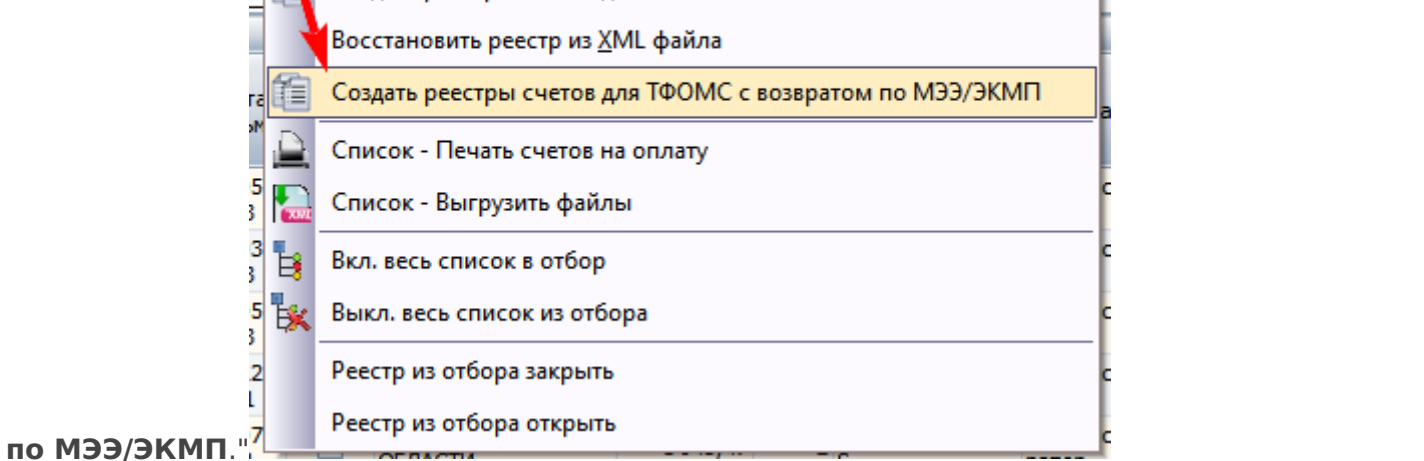 Восстановить реестр из XML файла
Создать реестры счетов для ТФОМС с возвратом по МЭЭ/ЭКМП
Список - Печать счетов на оплату
XML
Список - Выгрузить файлы
Вкл. весь список в отбор
Выкл. весь список из отбора
Реестр из отбора закрыть
Реестр из отбора открыть
по МЭЭ/ЭКМП."